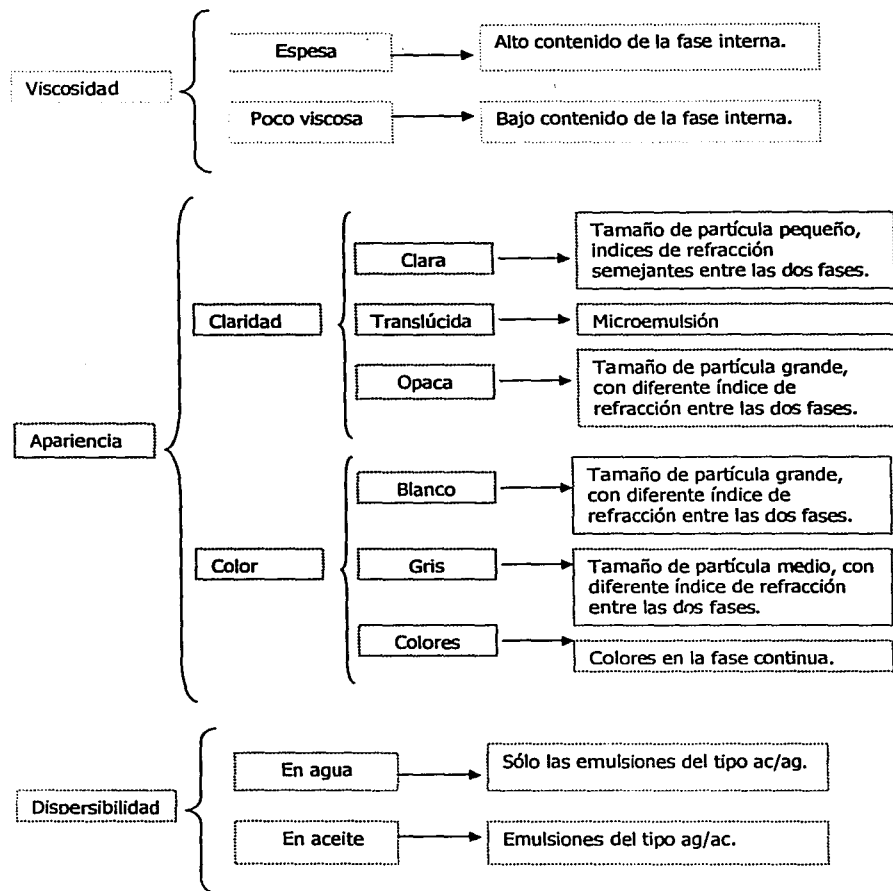 Viscosidad
Espesa
Alto contenido de la fase interna.
Poco viscosa
Bajo contenido de la fase interna.
Apariencia
Claridad
Clara
Tamaño de partícula pequeño,
indices de refracción
semejantes entre las dos fases.
Translúcida
Microemulsión
Opaca
Tamaño de partícula grande,
con diferente índice de
refracción entre las dos fases.
Color
Blanco
Tamaño de partícula grande,
con diferente índice de
refracción entre las dos fases.
Gris
Tamaño de partícula medio, con
diferente índice de refracción
entre las dos fases.
Colores
Colores en la fase continua.
Dispersibilidad
En agua
Sólo las emulsiones del tipo ac/ag.
En aceite
Emulsiones del tipo ag/ac.